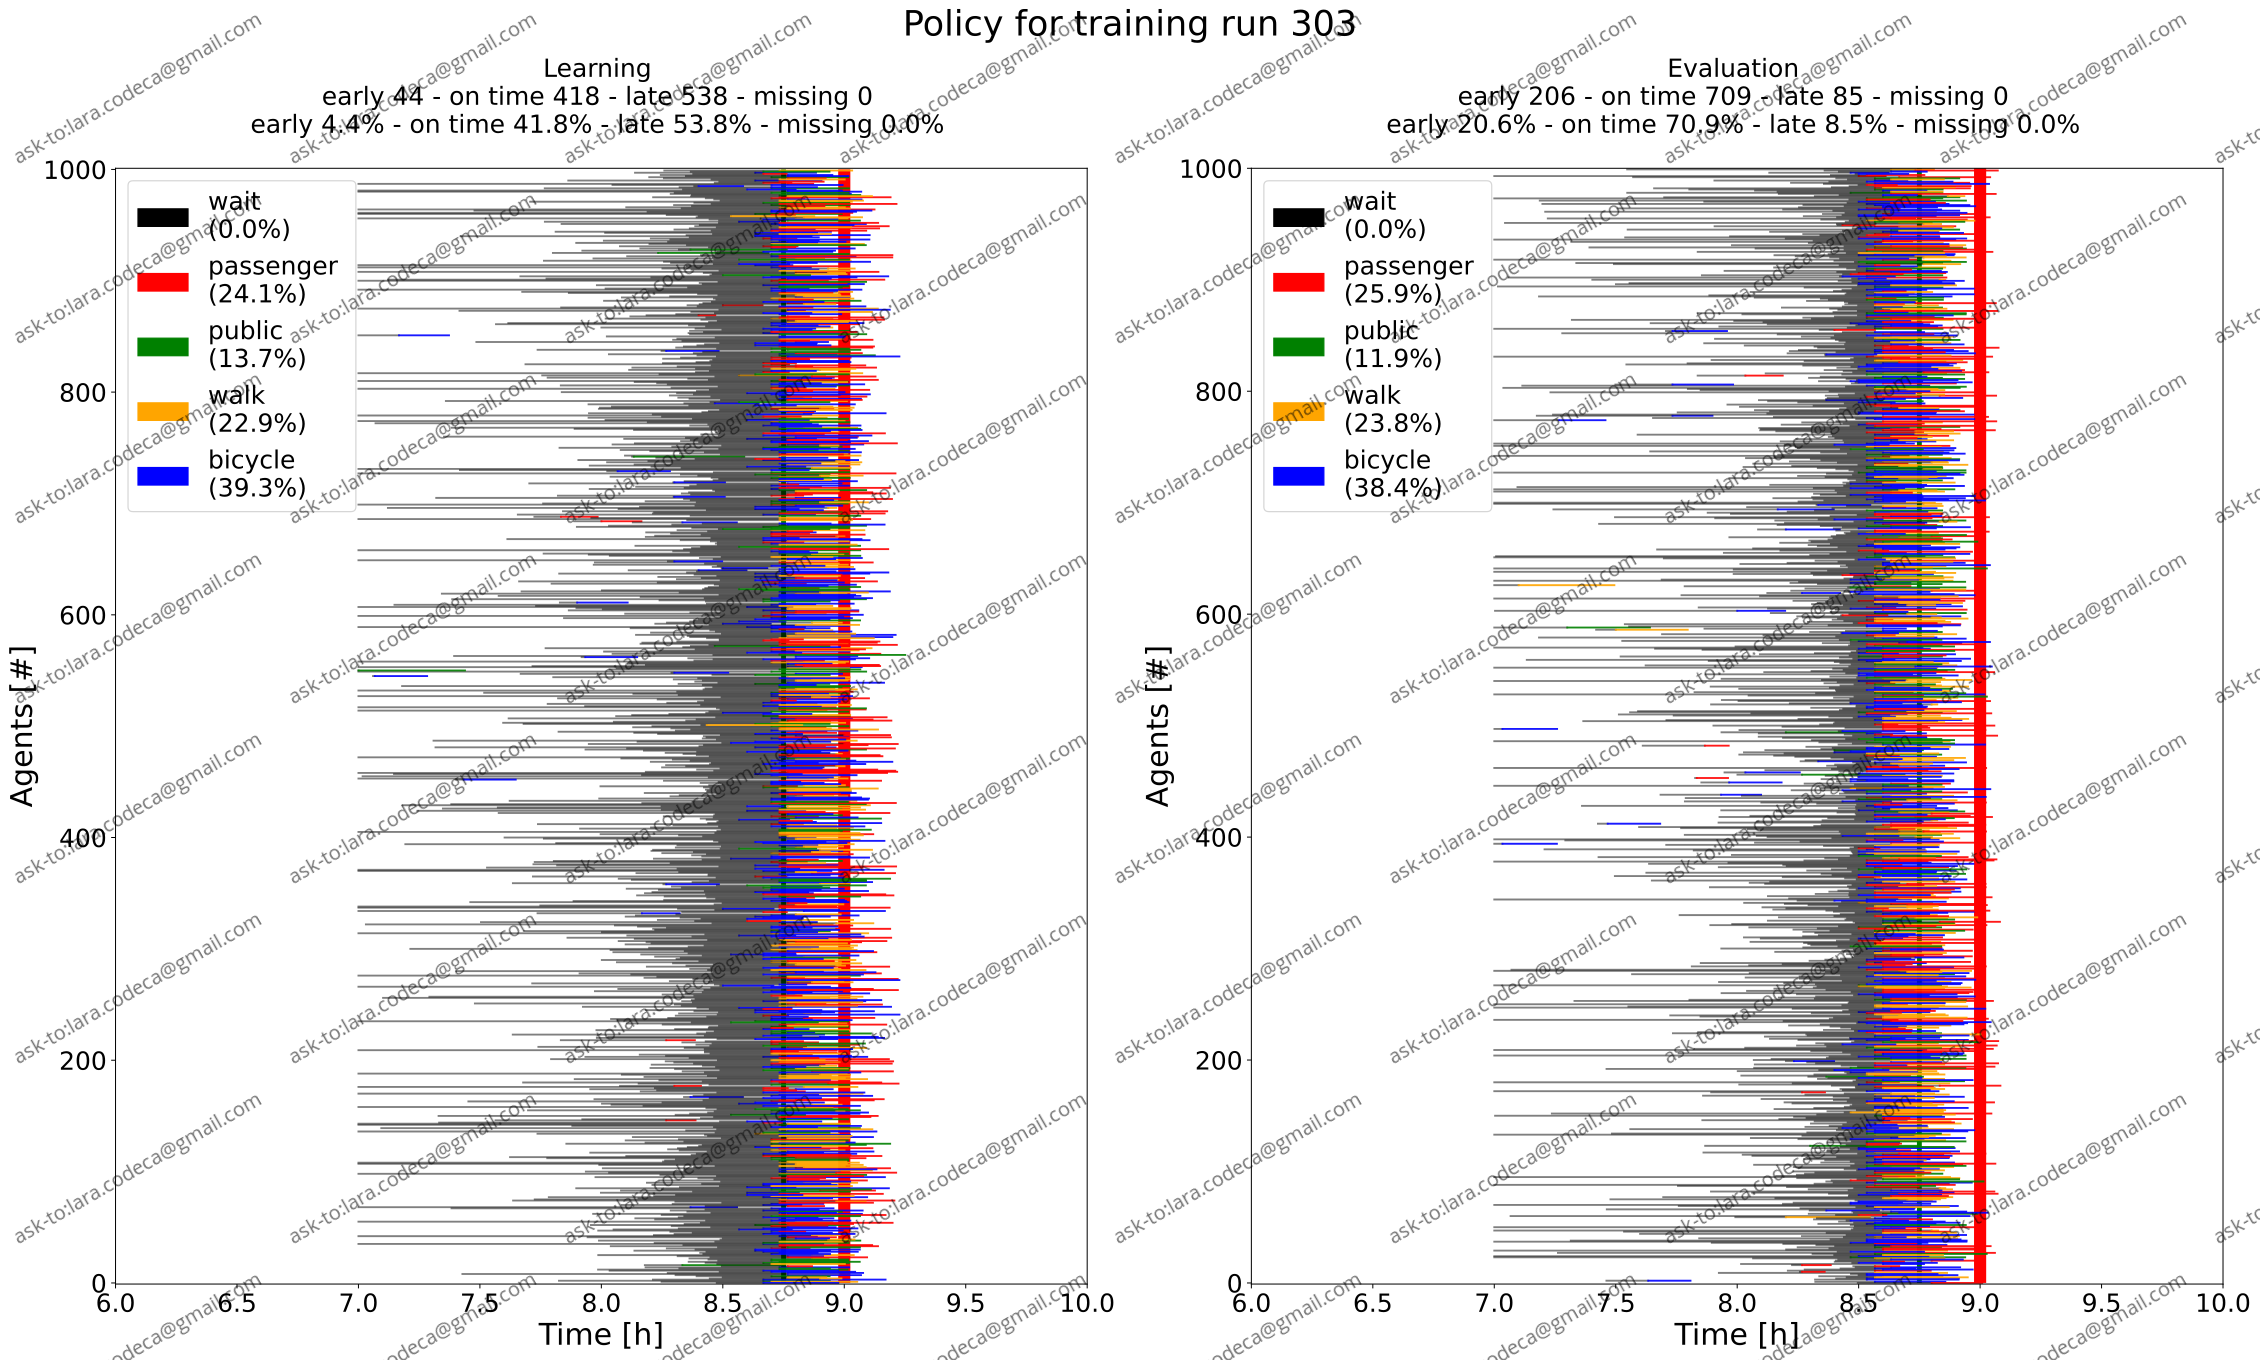 Policy for training run 303
Learning
early 44 - on time 418 - late 538 - missing 0
early 4.4% - on time 41.8% - late 53.8% - missing 0.0%
1000
800
600
400
200
0
Agents [#]
wait
(0.0%)
passenger
(24.1%)
public
(13.7%)
walk
(22.9%)
bicycle
(39.3%)
6.0 6.5 7.0 7.5 8.0 8.5 9.0 9.5 10.0
Time [h]
Evaluation
early 206 - on time 709 - late 85 - missing 0
early 20.6% - on time 70.9% - late 8.5% - missing 0.0%
1000
800
600
400
200
0
Agents [#]
wait
(0.0%)
passenger
(25.9%)
public
(11.9%)
walk
(23.8%)
bicycle
(38.4%)
6.0 6.5 7.0 7.5 8.0 8.5 9.0 9.5 10.0
Time [h]
ask-to:lara.codeca@gmail.com